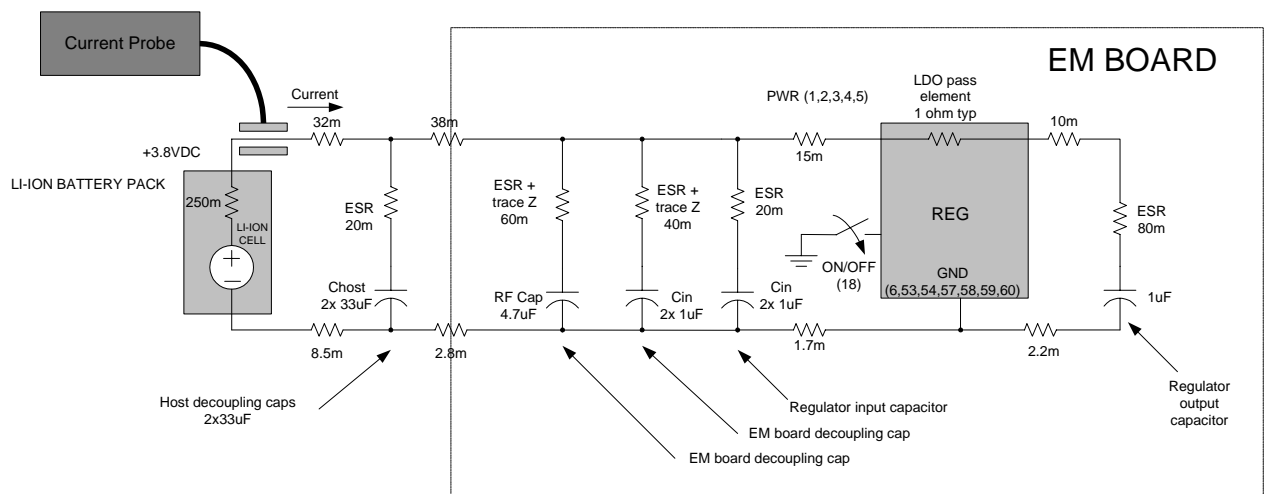 Current Probe
EM BOARD
Current
32m
38m
PWR (1,2,3,4,5)
LDO pass
element
1 ohm typ
10m
+3.8VDC
15m
LI-ION BATTERY PACK
250m
LI-ION
CELL
ESR
20m
ESR +
trace Z
60m
ESR +
trace Z
40m
ESR
20m
REG
ESR
80m
ON/OFF
(18)
GND
(6,53,54,57,58,59,60)
Chost
2x 33uF
RF Cap
4.7uF
Cin
2x 1uF
Cin
2x 1uF
1uF
8.5m
2.8m
1.7m
2.2m
Host decoupling caps
2x33uF
Regulator input capacitor
EM board decoupling cap
EM board decoupling cap
Regulator
output
capacitor